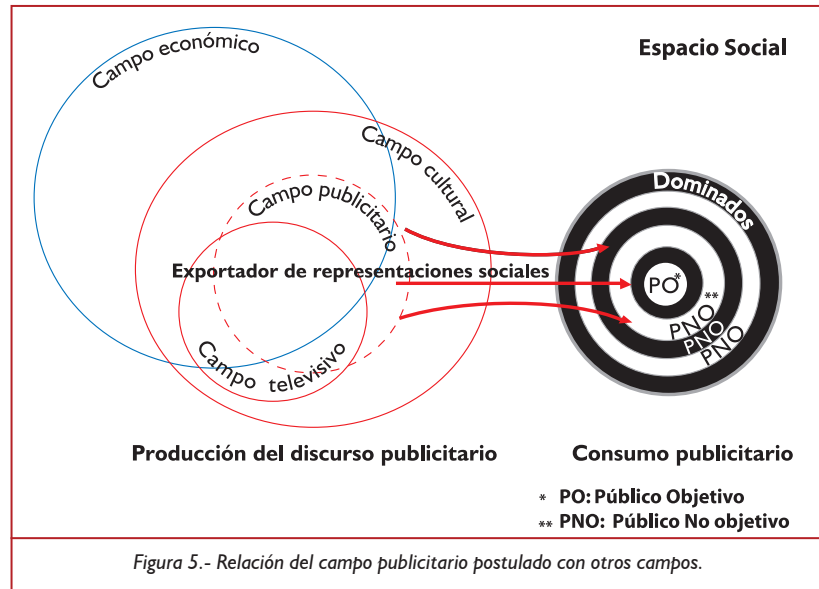 Campo económico
Espacio Social
Campo cultural
Campo publicitario
Exportador de representaciones sociales
Campo televisivo
Dominados
PO*
PNO**
PNO
PNO
Producción del discurso publicitario
Consumo publicitario
* PO: Público Objetivo
** PNO: Público No objetivo
Figura 5.- Relación del campo publicitario postulado con otros campos.